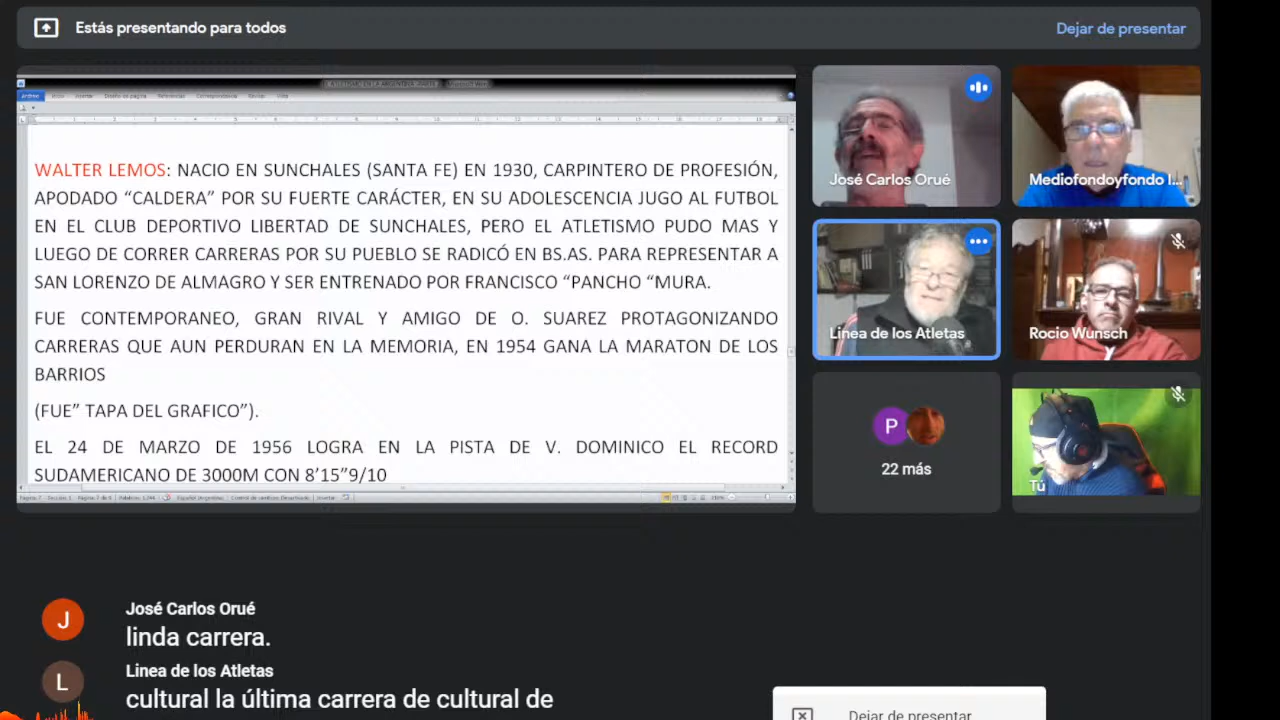 Estás presentando para todos
Dejar de presentar
WALTER LEMOS: NACIO EN SUNCHALES (SANTA FE) EN 1930, CARPINTERO DE PROFESIÓN,
APODADO “CALDERA” POR SU FUERTE CARÁCTER, EN SU ADOLESCENCIA JUGO AL FUTBOL
EN EL CLUB DEPORTIVO LIBERTAD DE SUNCHALES, PERO EL ATLETISMO PUDO MAS Y
LUEGO DE CORRER CARRERAS POR SU PUEBLO SE RADICÓ EN BS.AS. PARA REPRESENTAR A
SAN LORENZO DE ALMAGRO Y SER ENTRENADO POR FRANCISCO “PANCHO “MURA.
FUE CONTEMPORANEO, GRAN RIVAL Y AMIGO DE O. SUAREZ PROTAGONIZANDO
CARRERAS QUE AUN PERDURAN EN LA MEMORIA, EN 1954 GANA LA MARATON DE LOS
BARRIOS
(FUE” TAPA DEL GRAFICO”).
EL 24 DE MARZO DE 1956 LOGRA EN LA PISTA DE V. DOMINICO EL RECORD
SUDAMERICANO DE 3000M CON 8’15”9/10
José Carlos Orué
Mediofondoyfondo I...
Linea de los Atletas
Rocio Wunsch
P
22 más
Tú
J
José Carlos Orué
linda carrera.
L
Linea de los Atletas
cultural la última carrera de cultural de
Dejar de presentar